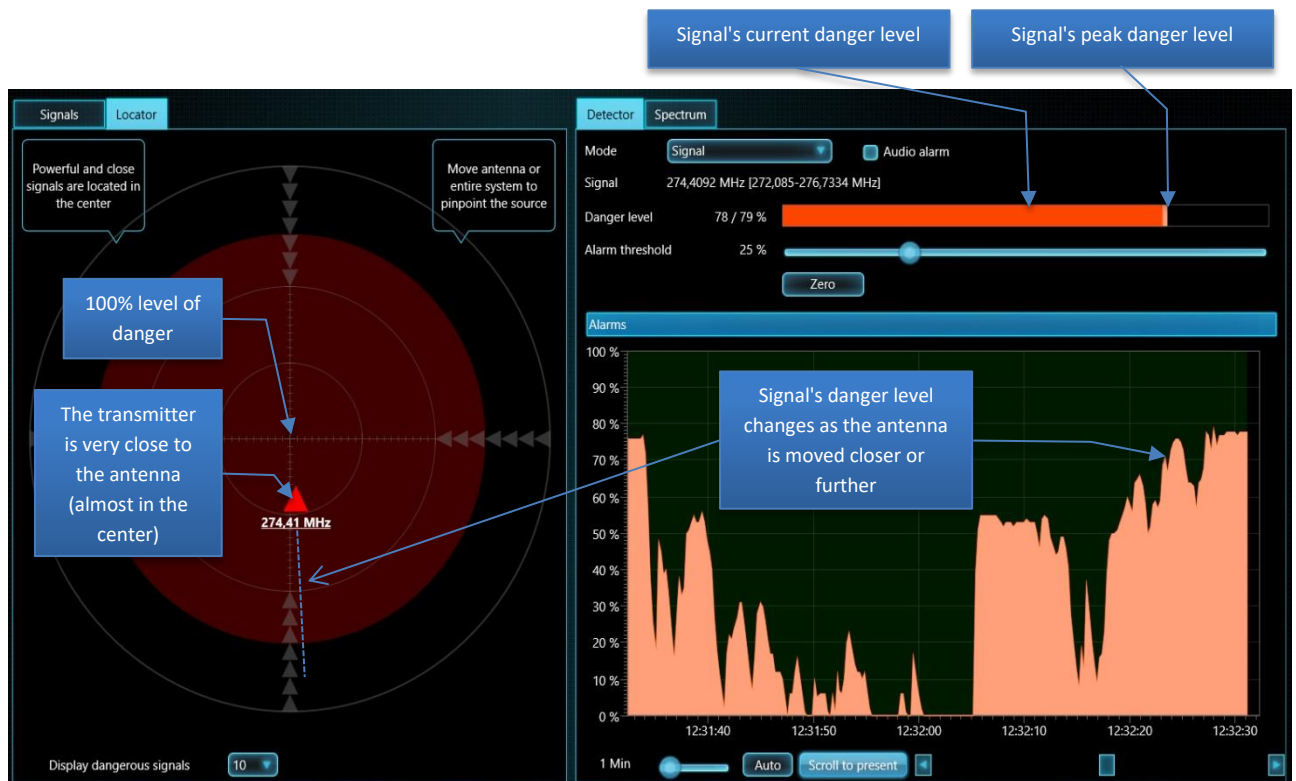 Signal's current danger level
Signal's peak danger level
Signals
Locator
Powerful and close
signals are located in
the center
Move antenna or
entire system to
pinpoint the source
100% level of
danger
The transmitter
is very close to
the antenna
(almost in the
center)
274,41 MHz
Display dangerous signals
10
Detector
Spectrum
Mode
Signal
Audio alarm
Signal
274,4092 MHz [272,085-276,7334 MHz]
Danger level
78 / 79 %
Alarm threshold
25 %
Zero
Alarms
100 %
90 %
80 %
70 %
60 %
50 %
40 %
30 %
20 %
10 %
0 %
Signal's danger level
changes as the antenna
is moved closer or
further
12:31:40
12:31:50
12:32:00
12:32:10
12:32:20
12:32:30
1 Min
Auto
Scroll to present